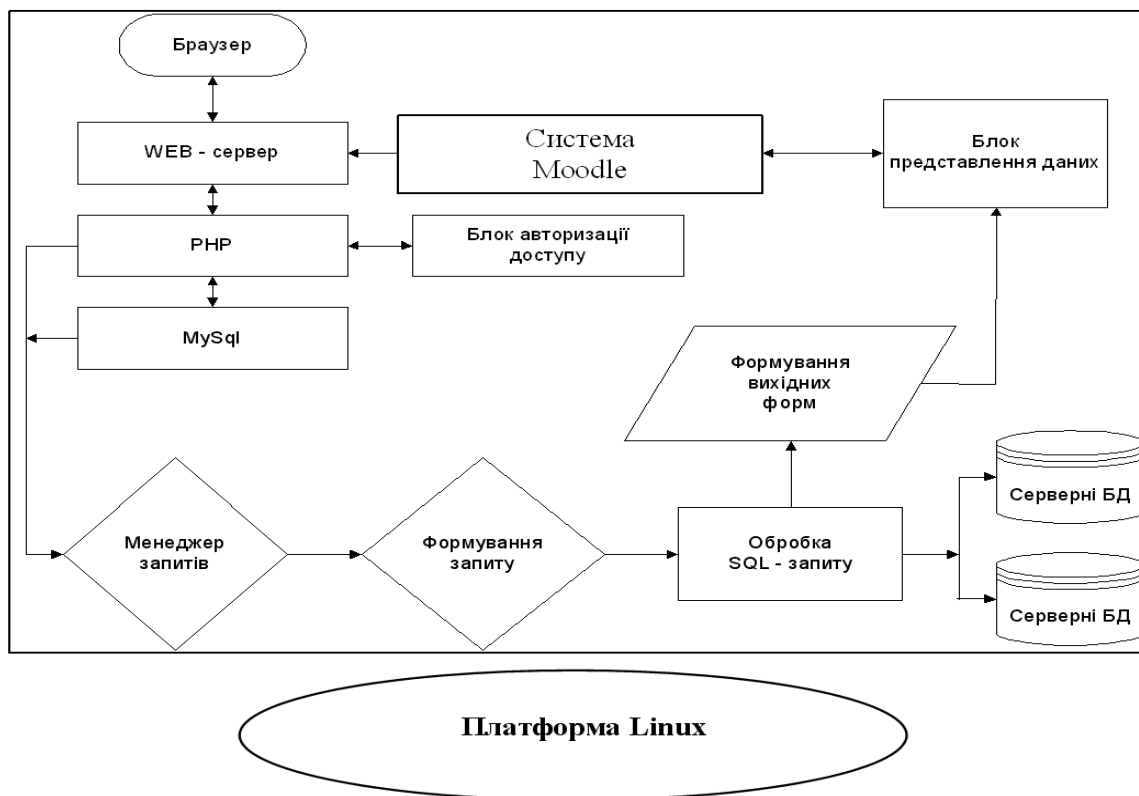 Браузер
WEB - сервер
Система
Moodle
Блок
представлення даних
PHP
Блок авторизації
доступу
MySql
Формування
вихідних
форм
Серверні БД
Менеджер
запитів
Формування
запиту
Обробка
SQL - запиту
Серверні БД
Платформа Linux